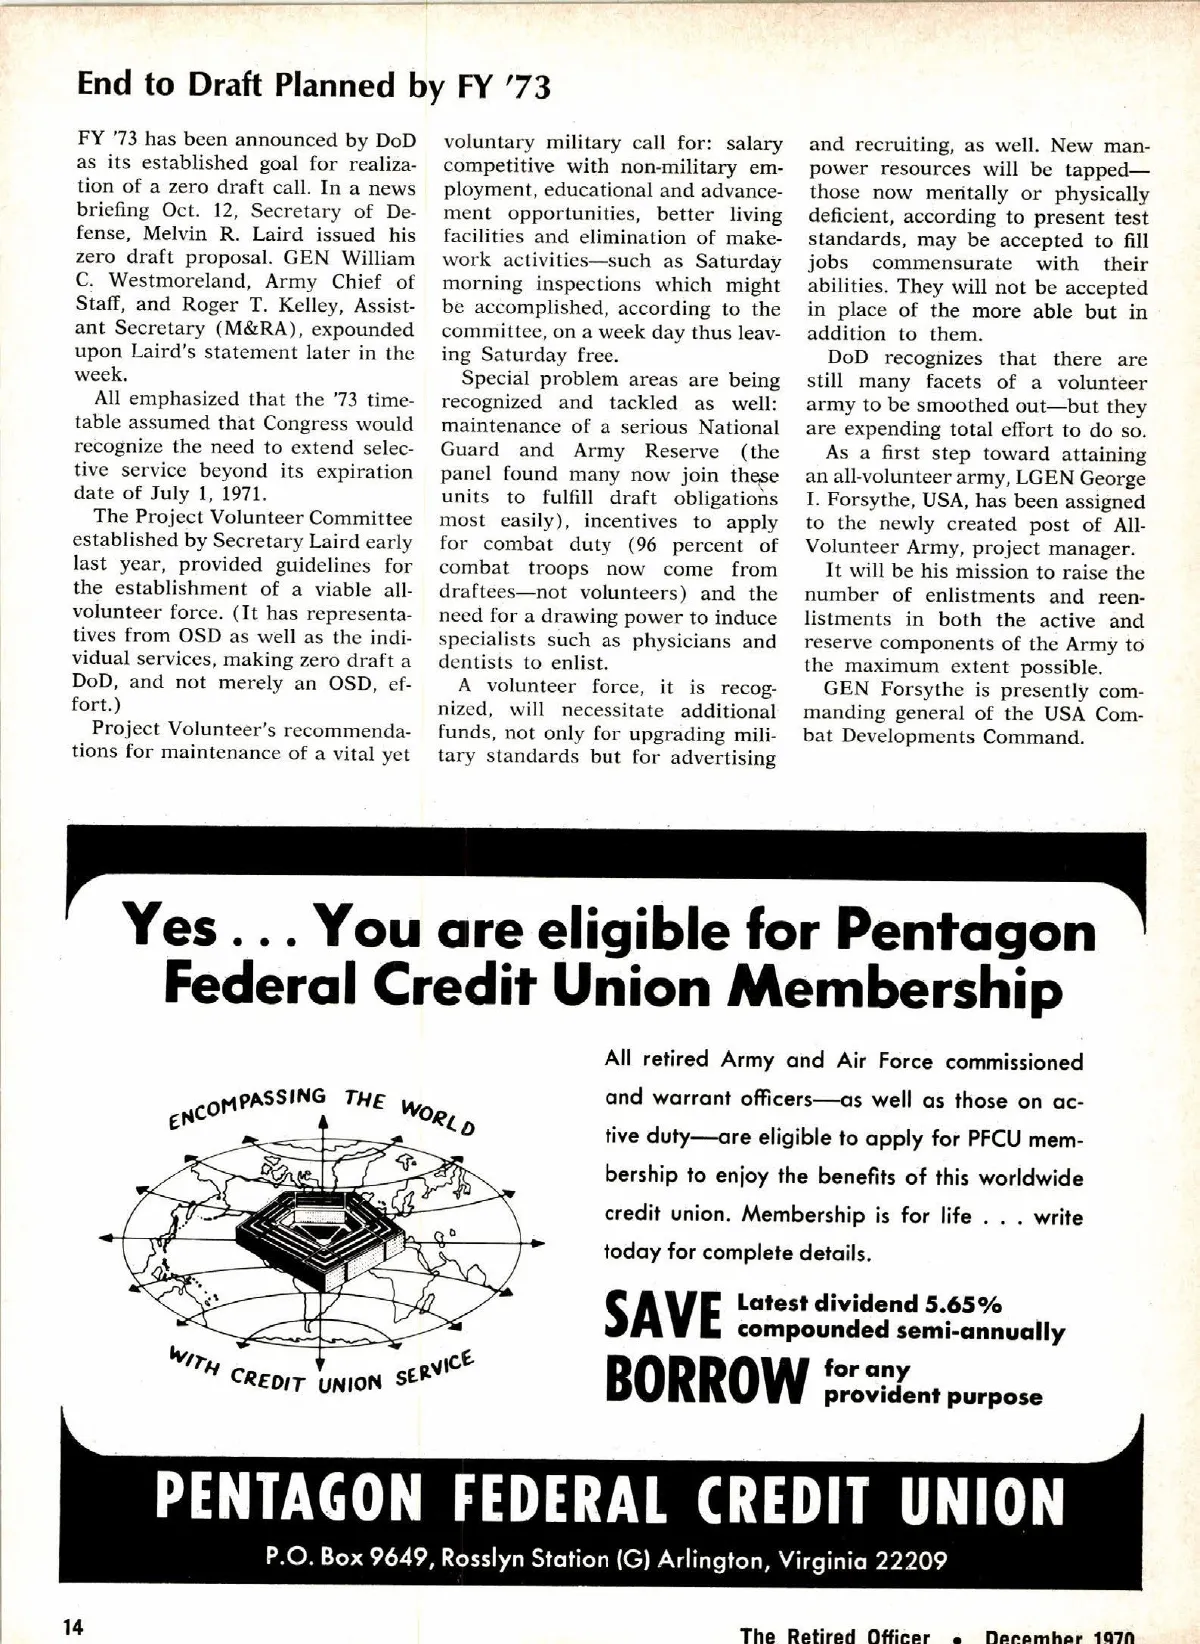 End to Draft Planned by FY '73
FY '73 has been announced by DoD
as its established goal for realiza-
tion of a zero draft call. In a news
briefing Oct. 12, Secretary of De-
fense, Melvin R. Laird issued his
zero draft proposal. GEN William
C. Westmoreland, Army Chief of
Staff, and Roger T. Kelley, Assist-
ant Secretary (M&RA), expounded
upon Laird's statement later in the
week.
All emphasized that the '73 time-
table assumed that Congress would
recognize the need to extend selec-
tive service beyond its expiration
date of July 1, 1971.
The Project Volunteer Committee
established by Secretary Laird early
last year, provided guidelines for
the establishment of a viable all-
volunteer force. (It has representa-
tives from OSD as well as the indi-
vidual services, making zero draft a
DoD, and not merely an OSD, ef-
fort.)
Project Volunteer's recommenda-
tions for maintenance of a vital yet
voluntary military call for: salary
competitive with non-military em-
ployment, educational and advance-
ment opportunities, better living
facilities and elimination of make-
work activities—such as Saturday
morning inspections which might
be accomplished, according to the
committee, on a week day thus leav-
ing Saturday free.
Special problem areas are being
recognized and tackled as well:
maintenance of a serious National
Guard and Army Reserve (the
panel found many now join these
units to fulfill draft obligations
most easily), incentives to apply
for combat duty (96 percent of
combat troops now come from
draftees—not volunteers) and the
need for a drawing power to induce
specialists such as physicians and
dentists to enlist.
A volunteer force, it is recog-
nized, will necessitate additional
funds, not only for upgrading mili-
tary standards but for advertising
and recruiting, as well. New man-
power resources will be tapped—
those now mentally or physically
deficient, according to present test
standards, may be accepted to fill
jobs commensurate with their
abilities. They will not be accepted
in place of the more able but in
addition to them.
DoD recognizes that there are
still many facets of a volunteer
army to be smoothed out—but they
are expending total effort to do so.
As a first step toward attaining
an all-volunteer army, LGEN George
I. Forsythe, USA, has been assigned
to the newly created post of All-
Volunteer Army, project manager.
It will be his mission to raise the
number of enlistments and reen-
listments in both the active and
reserve components of the Army to
the maximum extent possible.
GEN Forsythe is presently com-
manding general of the USA Com-
bat Developments Command.
Yes . . . You are eligible for Pentagon
Federal Credit Union Membership
ENCOMPASSING THE WORLD
WITH CREDIT UNION SERVICE
All retired Army and Air Force commissioned
and warrant officers—as well as those on ac-
tive duty—are eligible to apply for PFCU mem-
bership to enjoy the benefits of this worldwide
credit union. Membership is for life . . . write
today for complete details.
SAVE Latest dividend 5.65%
compounded semi-annually
BORROW for any
provident purpose
PENTAGON FEDERAL CREDIT UNION
P.O. Box 9649, Rosslyn Station (G) Arlington, Virginia 22209
14
The Retired Officer • December 1970